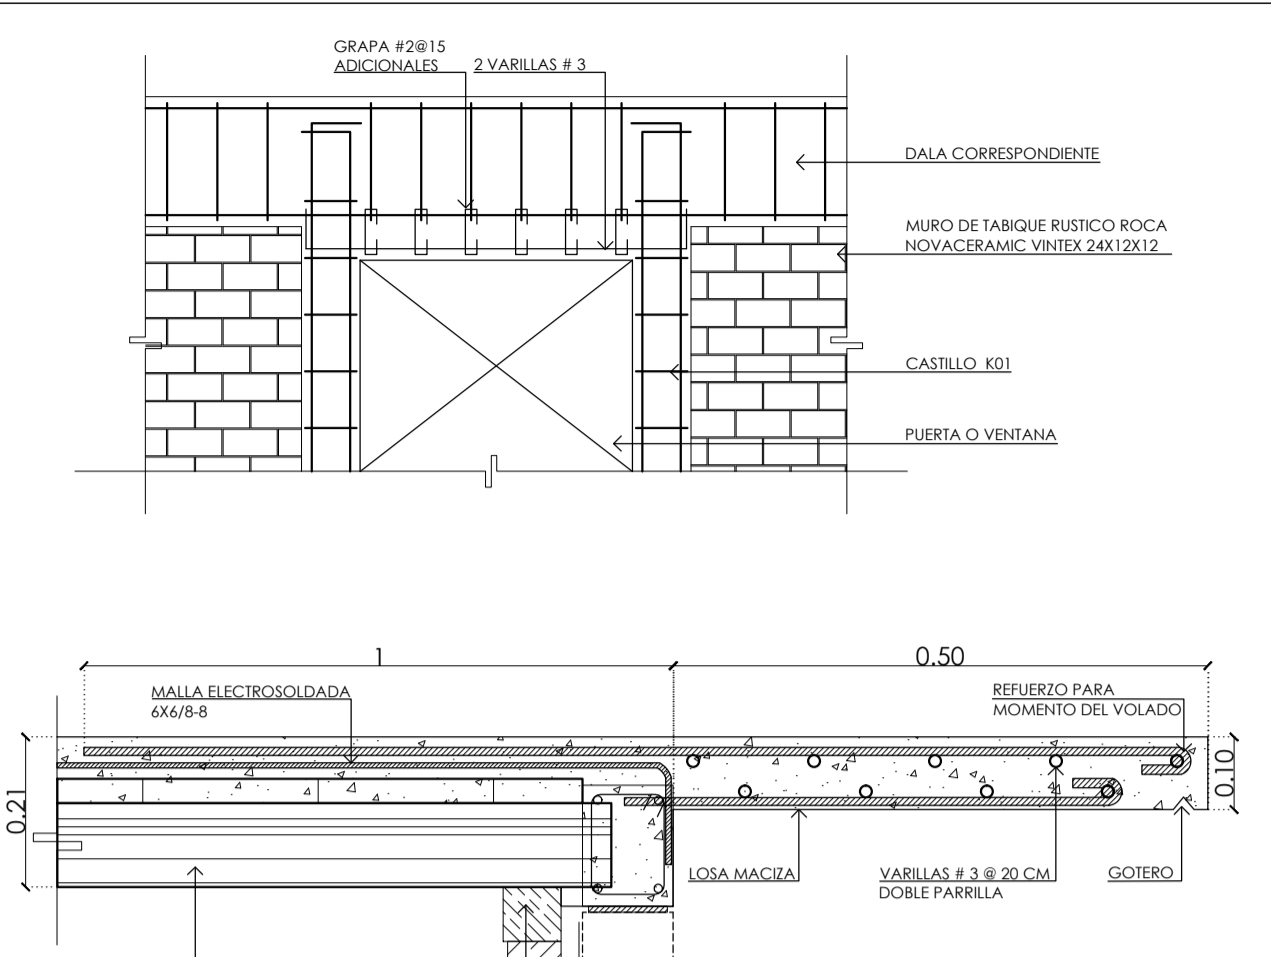 GRAPA #2@15
ADICIONALES
2 VARILLAS # 3
DALA CORRESPONDIENTE
MURO DE TABIQUE RUSTICO ROCA
NOVACERAMIC VINTEX 24X12X12
CASTILLO K01
PUERTA O VENTANA
1
0.50
MALLA ELECTROSOLDADA
6X6/8-8
REFUERZO PARA
MOMENTO DEL VOLADO
0.21
0.10
LOSA MACIZA
VARILLAS # 3 @ 20 CM
DOBLE PARRILLA
GOTERO